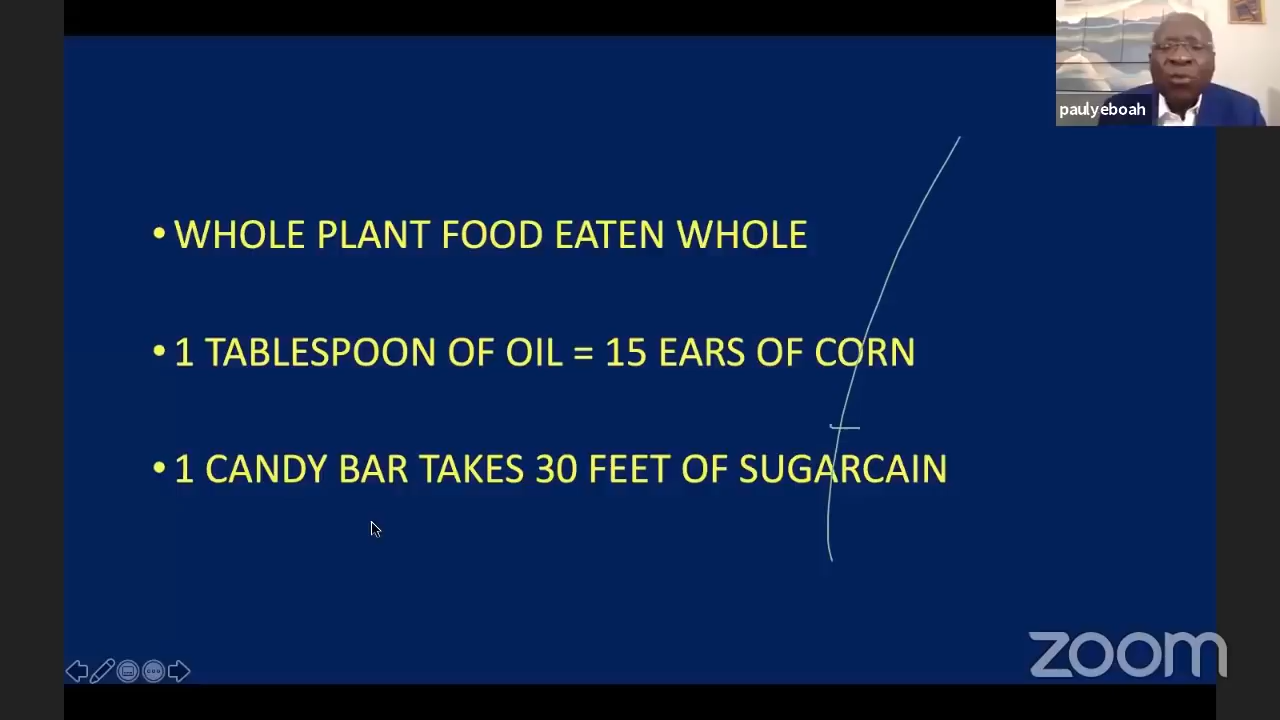 paulyeboah
• WHOLE PLANT FOOD EATEN WHOLE
• 1 TABLESPOON OF OIL = 15 EARS OF CORN
• 1 CANDY BAR TAKES 30 FEET OF SUGARCAIN
zoom